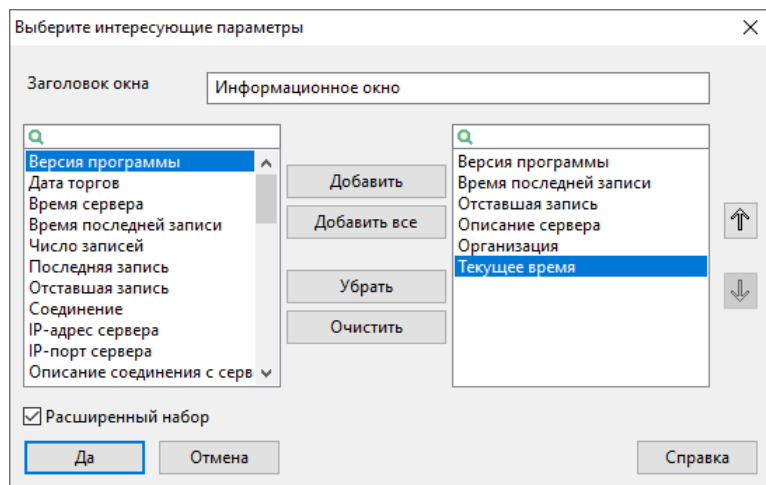 Выберите интересующие параметры
Заголовок окна
Информационное окно
Версия программы
Дата торгов
Время сервера
Время последней записи
Число записей
Последняя запись
Отставшая запись
Соединение
IP-адрес сервера
IP-порт сервера
Описание соединения с серв
Добавить
Добавить все
Убрать
Очистить
Версия программы
Время последней записи
Отставшая запись
Описание сервера
Организация
Текущее время
Расширенный набор
Да
Отмена
Справка